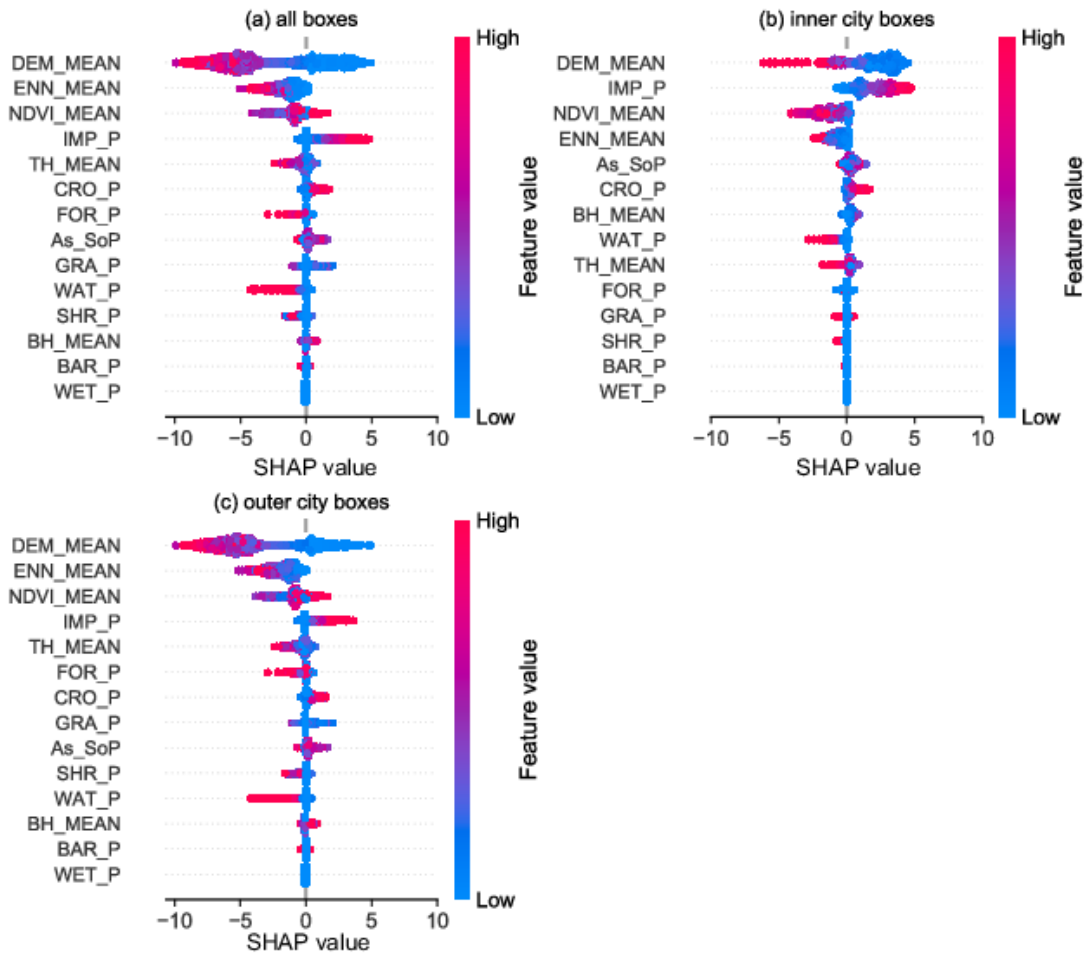 (a) all boxes
High
DEM_MEAN
ENN_MEAN
NDVI_MEAN
IMP_P
TH_MEAN
CRO_P
FOR_P
As_SoP
GRA_P
WAT_P
SHR_P
BH_MEAN
BAR_P
WET_P
Low
Feature value
−10 −5 0 5 10
SHAP value
(b) inner city boxes
High
DEM_MEAN
IMP_P
NDVI_MEAN
ENN_MEAN
As_SoP
CRO_P
BH_MEAN
WAT_P
TH_MEAN
FOR_P
GRA_P
SHR_P
BAR_P
WET_P
Low
Feature value
−10 −5 0 5 10
SHAP value
(c) outer city boxes
High
DEM_MEAN
ENN_MEAN
NDVI_MEAN
IMP_P
TH_MEAN
FOR_P
CRO_P
GRA_P
As_SoP
SHR_P
WAT_P
BH_MEAN
BAR_P
WET_P
Low
Feature value
−10 −5 0 5 10
SHAP value